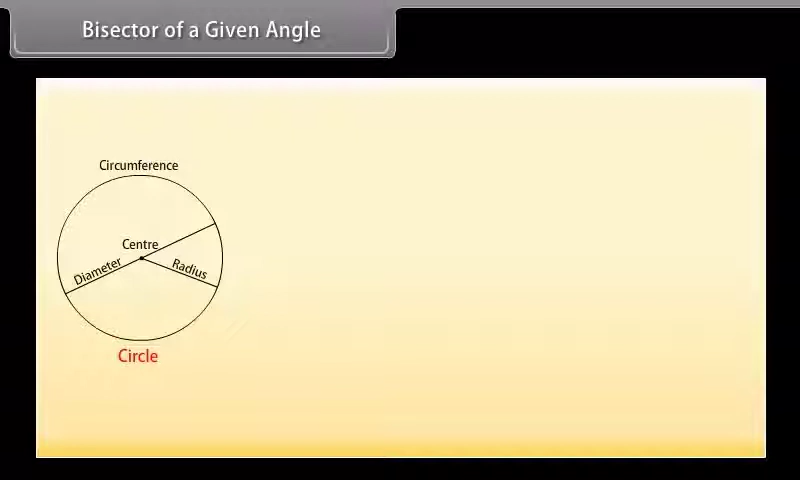 Bisector of a Given Angle
Circumference
Centre
Diameter
Radius
Circle